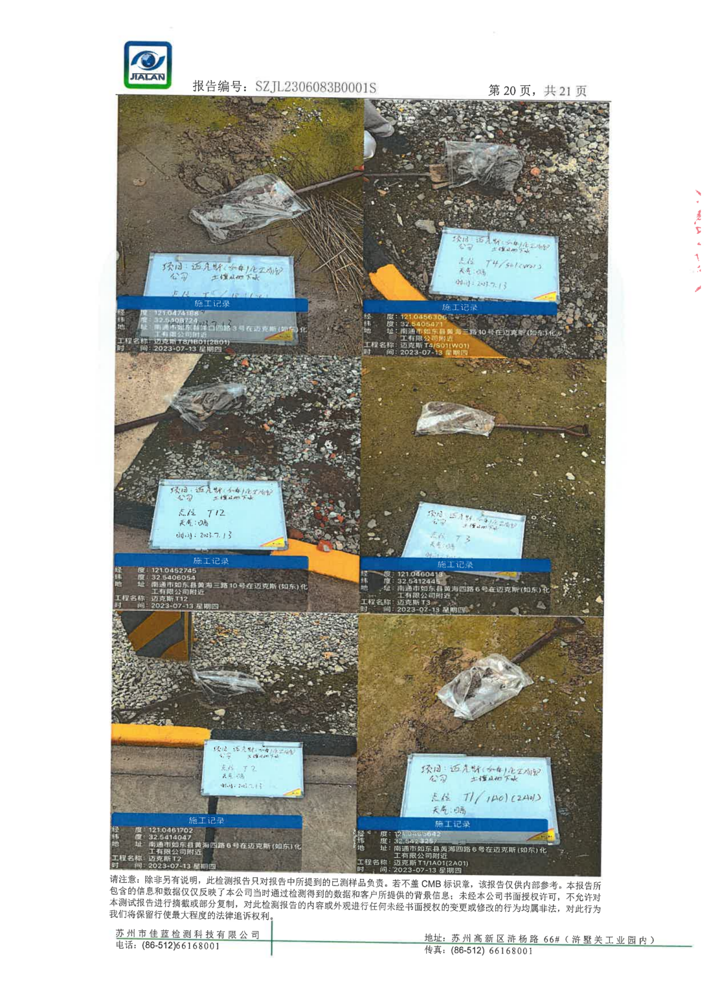 JIALAN
报告编号：SZJL2306083B0001S
第 20 页，共 21 页
项目：迈克斯(如东)化工有限
公司 土壤及地下水
施工记录
经 度：121.0474188
纬 度：32.5408724
地 址：南通市如东县洋口四路3号在迈克斯(如东)化
工有限公司附近
工程名称：迈克斯T8/1B01(2B01)
时 间：2023-07-13 星期四
项目：迈克斯(如东)化工有限
公司 土壤及地下水
点位 T4/S01(W01)
天气：晴
时间：2023.7.13
施工记录
经 度：121.0456306
纬 度：32.5405471
地 址：南通市如东县黄海三路10号在迈克斯(如东)化
工有限公司附近
工程名称：迈克斯T4/S01(W01)
时 间：2023-07-13 星期四
项目：迈克斯(如东)化工有限
公司 土壤及地下水
点位 T12
天气：晴
时间：2023.7.13
施工记录
经 度：121.0452745
纬 度：32.5406054
地 址：南通市如东县黄海三路10号在迈克斯(如东)化
工有限公司附近
工程名称：迈克斯T12
时 间：2023-07-13 星期四
项目：迈克斯(如东)化工有限
公司 土壤及地下水
点位 T3
天气：晴
施工记录
经 度：121.0460413
纬 度：32.5412445
地 址：南通市如东县黄海四路6号在迈克斯(如东)化
工有限公司附近
工程名称：迈克斯T3
时 间：2023-07-13 星期四
项目：迈克斯(如东)化工有限
公司 土壤及地下水
点位 T2
天气：晴
时间：2023.7.13
施工记录
经 度：121.0461702
纬 度：32.5414047
地 址：南通市如东县黄海四路6号在迈克斯(如东)化
工有限公司附近
工程名称：迈克斯T2
时 间：2023-07-13 星期四
项目：迈克斯(如东)化工有限
公司 土壤及地下水
点位 T1/1A01(2A01)
天气：晴
施工记录
经 度：
纬 度：
地 址：南通市如东县黄海四路6号在迈克斯(如东)化
工有限公司附近
工程名称：迈克斯T1/1A01(2A01)
时 间：2023-07-13 星期四
请注意：除非另有说明，此检测报告只对报告中所提到的已测样品负责。若不盖 CMB 标识章，该报告仅供内部参考。本报告所
包含的信息和数据仅仅反映了本公司当时通过检测得到的数据和客户所提供的背景信息；未经本公司书面授权许可，不允许对
本测试报告进行摘截或部分复制，对此检测报告的内容或外观进行任何未经书面授权的变更或修改的行为均属非法，对此行为
我们将保留行使最大程度的法律追诉权利。
苏州市佳蓝检测科技有限公司
电话：(86-512)66168001
地址：苏州高新区浒杨路 66#（浒墅关工业园内）
传真：(86-512) 66168001